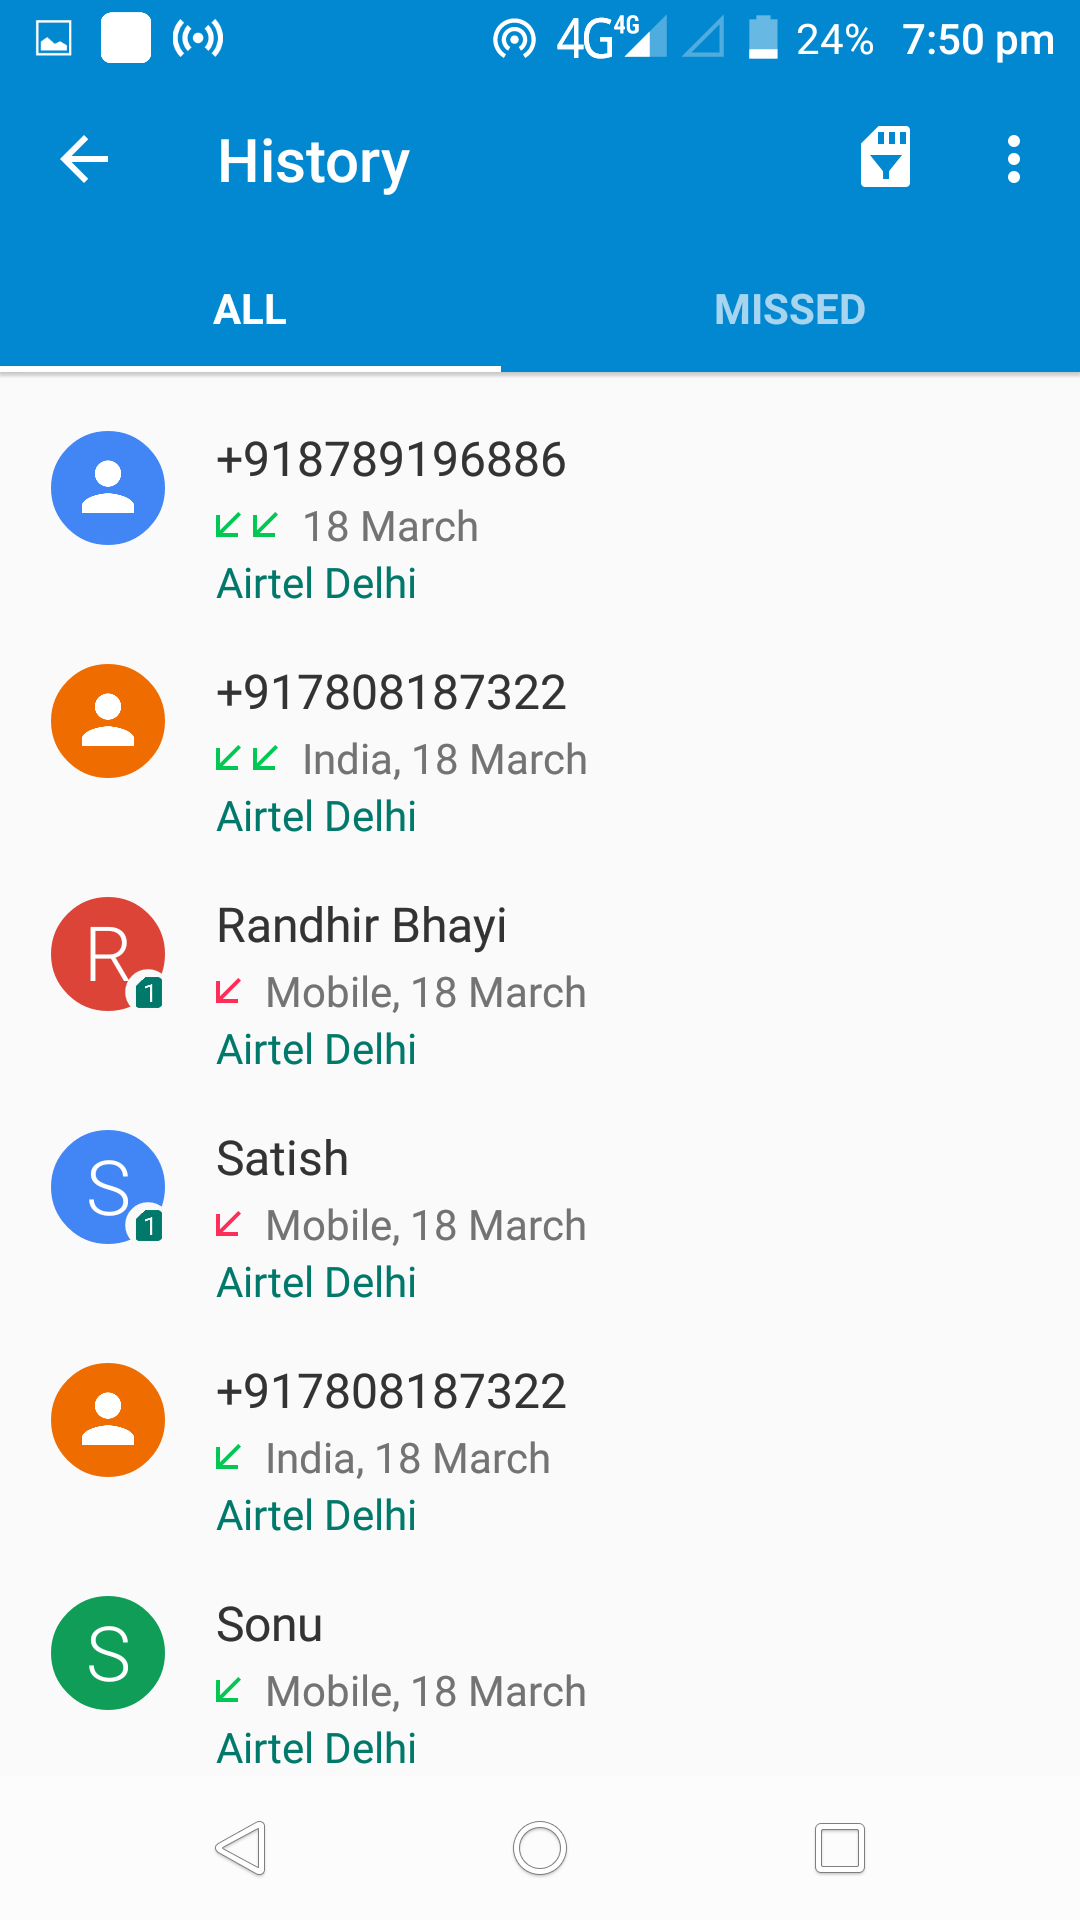 4G 4G 24% 7:50 pm
History
ALL MISSED
+918789196886
18 March
Airtel Delhi
+917808187322
India, 18 March
Airtel Delhi
R
1
Randhir Bhayi
Mobile, 18 March
Airtel Delhi
S
1
Satish
Mobile, 18 March
Airtel Delhi
+917808187322
India, 18 March
Airtel Delhi
S
Sonu
Mobile, 18 March
Airtel Delhi